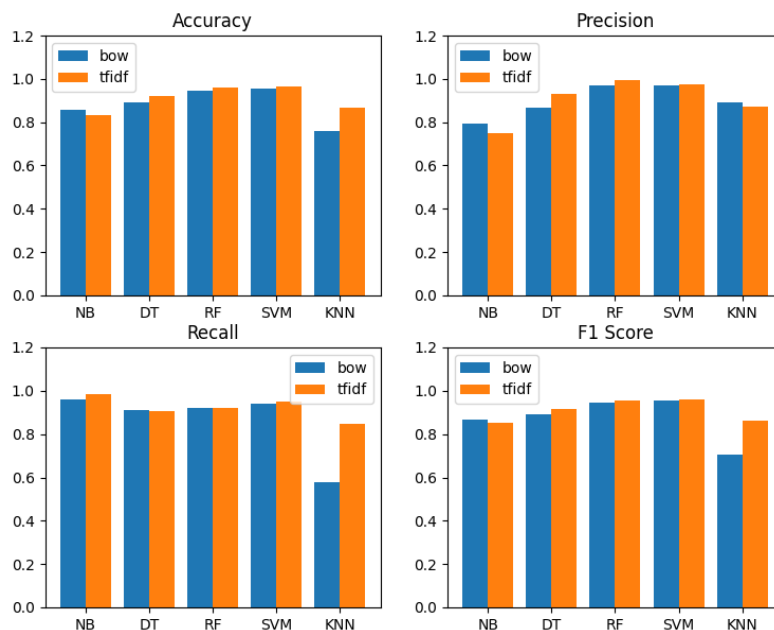 Accuracy
1.2
1.0
0.8
0.6
0.4
0.2
0.0
bow
tfidf
NB DT RF SVM KNN
Precision
1.2
1.0
0.8
0.6
0.4
0.2
0.0
bow
tfidf
NB DT RF SVM KNN
Recall
1.2
1.0
0.8
0.6
0.4
0.2
0.0
bow
tfidf
NB DT RF SVM KNN
F1 Score
1.2
1.0
0.8
0.6
0.4
0.2
0.0
bow
tfidf
NB DT RF SVM KNN